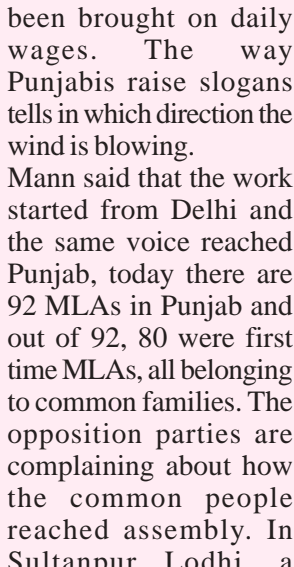 been brought on daily
wages. The way
Punjabis raise slogans
tells in which direction the
wind is blowing.
Mann said that the work
started from Delhi and
the same voice reached
Punjab, today there are
92 MLAs in Punjab and
out of 92, 80 were first
time MLAs, all belonging
to common families. The
opposition parties are
complaining about how
the common people
reached assembly. In
Sultanpur Lodhi, a